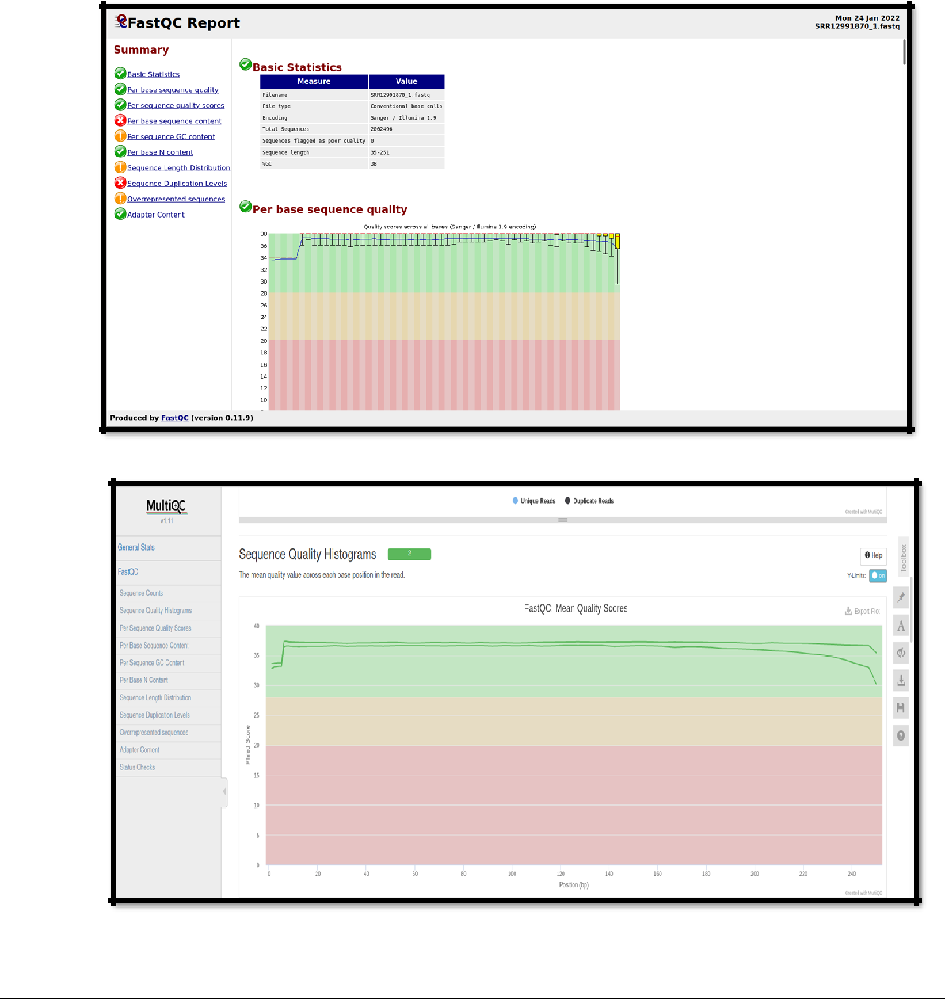 FastQC Report
Mon 24 Jan 2022
SRR12991870_1.fastq
Summary
Basic Statistics
Per base sequence quality
Per sequence quality scores
Per base sequence content
Per sequence GC content
Per base N content
Sequence Length Distribution
Sequence Duplication Levels
Overrepresented sequences
Adapter Content
Basic Statistics
Measure Value
Filename SRR12991870_1.fastq
File type Conventional base calls
Encoding Sanger / Illumina 1.9
Total Sequences 2002496
Sequences flagged as poor quality 0
Sequence length 35-251
%GC 38
Per base sequence quality
Quality scores across all bases (Sanger / Illumina 1.9 encoding)
38
36
34
32
30
28
26
24
22
20
18
16
14
12
10
Produced by FastQC (version 0.11.9)
MultiQC
v1.11
General Stats
FastQC
Sequence Counts
Sequence Quality Histograms
Per Sequence Quality Scores
Per Base Sequence Content
Per Sequence GC Content
Per Base N Content
Sequence Length Distribution
Sequence Duplication Levels
Overrepresented sequences
Adapter Content
Status Checks
Unique Reads Duplicate Reads
Created with MultiQC
Sequence Quality Histograms 2
Help
The mean quality value across each base position in the read.
Y-Limits: on
Toolbox
FastQC: Mean Quality Scores
Export Plot
40
35
30
25
20
15
10
5
0
Phred Score
0 20 40 60 80 100 120 140 160 180 200 220 240
Position (bp)
Created with MultiQC